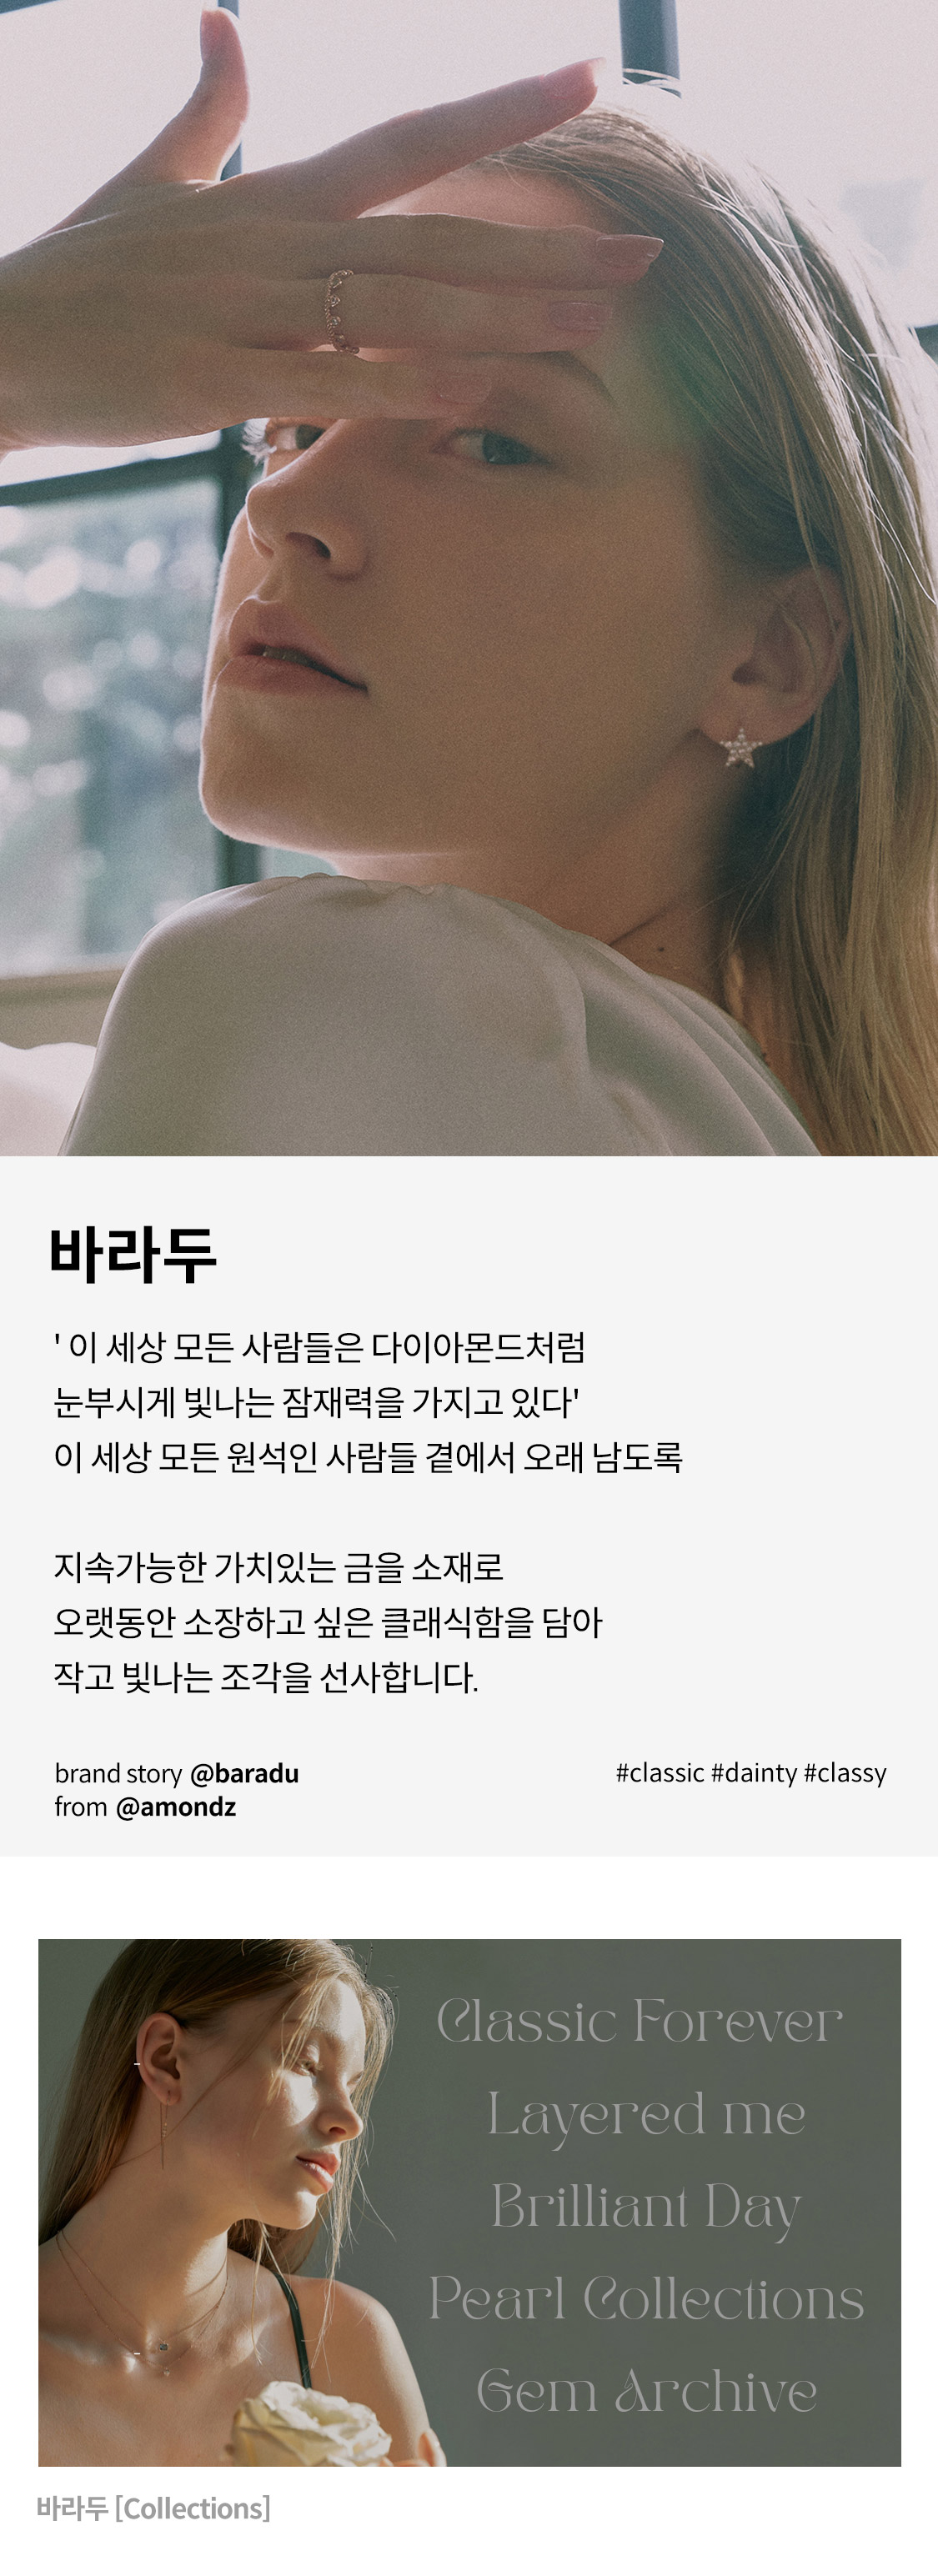 바라두
' 이 세상 모든 사람들은 다이아몬드처럼
눈부시게 빛나는 잠재력을 가지고 있다'
이 세상 모든 원석인 사람들 곁에서 오래 남도록
지속가능한 가치있는 금을 소재로
오랫동안 소장하고 싶은 클래식함을 담아
작고 빛나는 조각을 선사합니다.
brand story @baradu
from @amondz
#classic #dainty #classy
Classic Forever
Layered me
Brilliant Day
Pearl Collections
Gem Archive
바라두 [Collections]